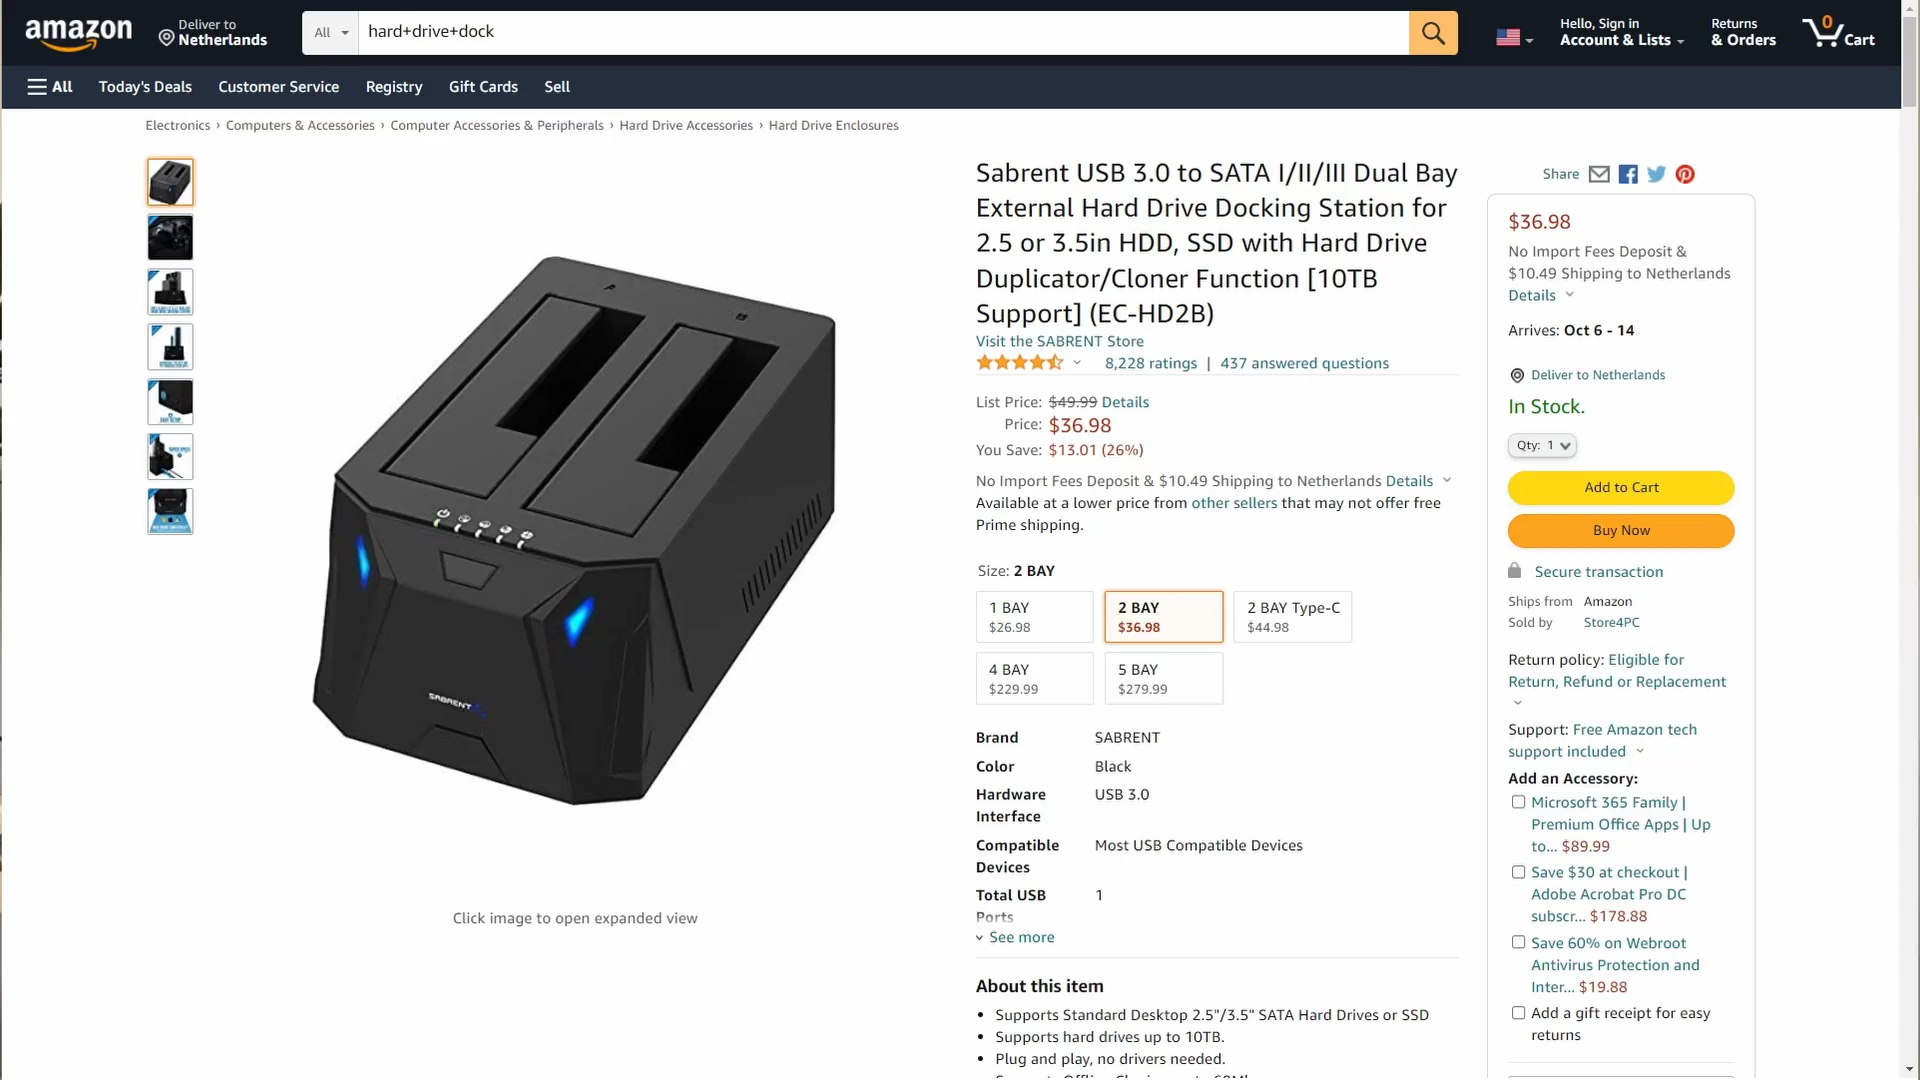 amazon
Deliver to
Netherlands
All
hard+drive+dock
Hello, Sign in
Account & Lists
Returns
& Orders
0
Cart
All
Today's Deals
Customer Service
Registry
Gift Cards
Sell
Electronics › Computers & Accessories › Computer Accessories & Peripherals › Hard Drive Accessories › Hard Drive Enclosures
SABRENT
Click image to open expanded view
Sabrent USB 3.0 to SATA I/II/III Dual Bay
External Hard Drive Docking Station for
2.5 or 3.5in HDD, SSD with Hard Drive
Duplicator/Cloner Function [10TB
Support] (EC-HD2B)
Visit the SABRENT Store
8,228 ratings | 437 answered questions
List Price: $49.99 Details
Price: $36.98
You Save: $13.01 (26%)
No Import Fees Deposit & $10.49 Shipping to Netherlands Details
Available at a lower price from other sellers that may not offer free
Prime shipping.
Size: 2 BAY
1 BAY
$26.98
2 BAY
$36.98
2 BAY Type-C
$44.98
4 BAY
$229.99
5 BAY
$279.99
Brand SABRENT
Color Black
Hardware USB 3.0
Interface
Compatible Most USB Compatible Devices
Devices
Total USB 1
Ports
See more
About this item
• Supports Standard Desktop 2.5"/3.5" SATA Hard Drives or SSD
• Supports hard drives up to 10TB.
• Plug and play, no drivers needed.
Share
$36.98
No Import Fees Deposit &
$10.49 Shipping to Netherlands
Details
Arrives: Oct 6 - 14
Deliver to Netherlands
In Stock.
Qty: 1
Add to Cart
Buy Now
Secure transaction
Ships from Amazon
Sold by Store4PC
Return policy: Eligible for
Return, Refund or Replacement
Support: Free Amazon tech
support included
Add an Accessory:
Microsoft 365 Family |
Premium Office Apps | Up
to... $89.99
Save $30 at checkout |
Adobe Acrobat Pro DC
subscr... $178.88
Save 60% on Webroot
Antivirus Protection and
Inter... $19.88
Add a gift receipt for easy
returns